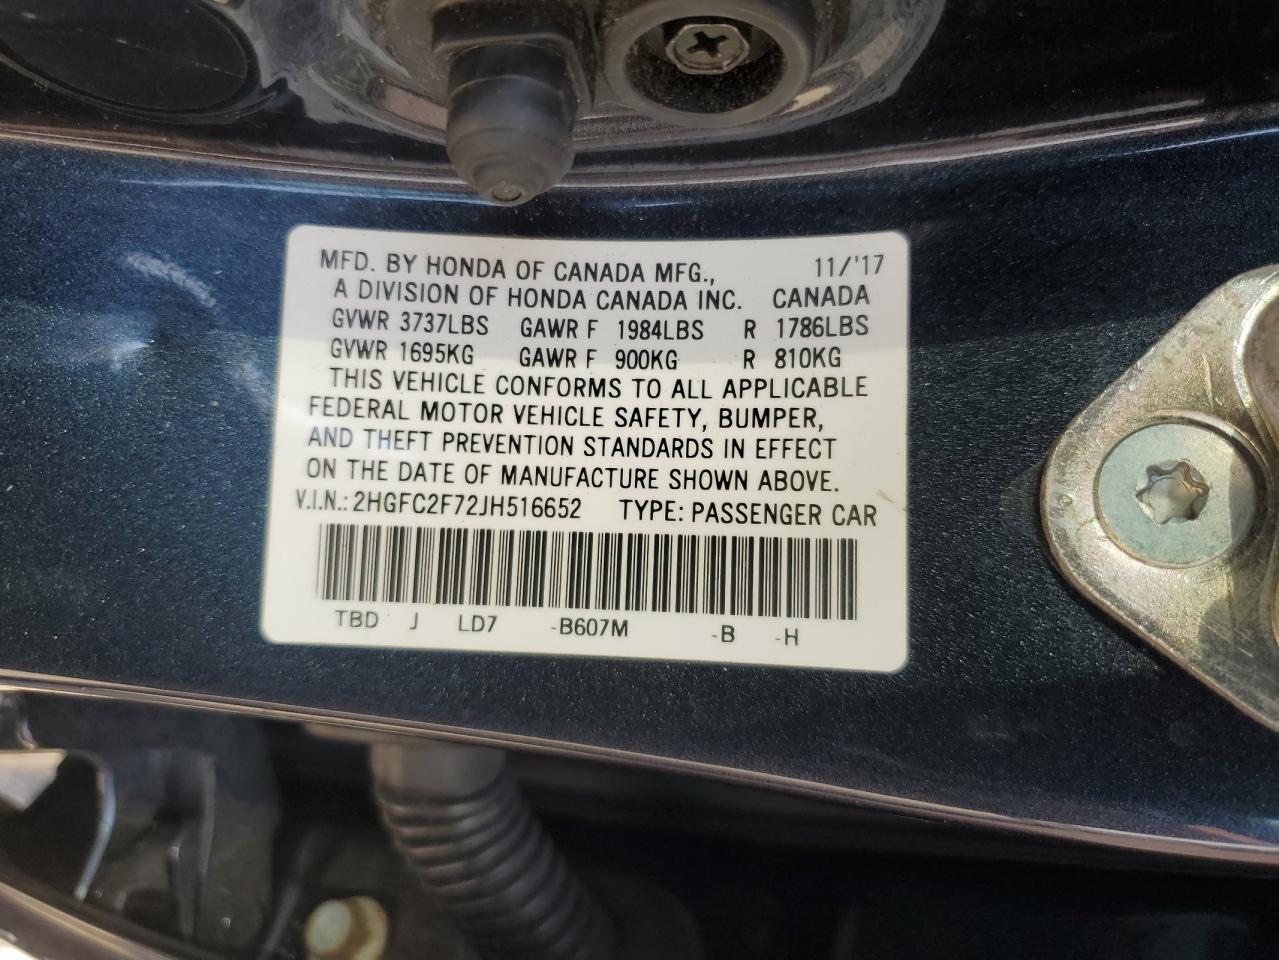 MFD. BY HONDA OF CANADA MFG., 11/'17
A DIVISION OF HONDA CANADA INC. CANADA
GVWR 3737LBS GAWR F 1984LBS R 1786LBS
GVWR 1695KG GAWR F 900KG R 810KG
THIS VEHICLE CONFORMS TO ALL APPLICABLE
FEDERAL MOTOR VEHICLE SAFETY, BUMPER,
AND THEFT PREVENTION STANDARDS IN EFFECT
ON THE DATE OF MANUFACTURE SHOWN ABOVE.
V.I.N.: 2HGFC2F72JH516652 TYPE: PASSENGER CAR
TBD J LD7 -B607M -B -H